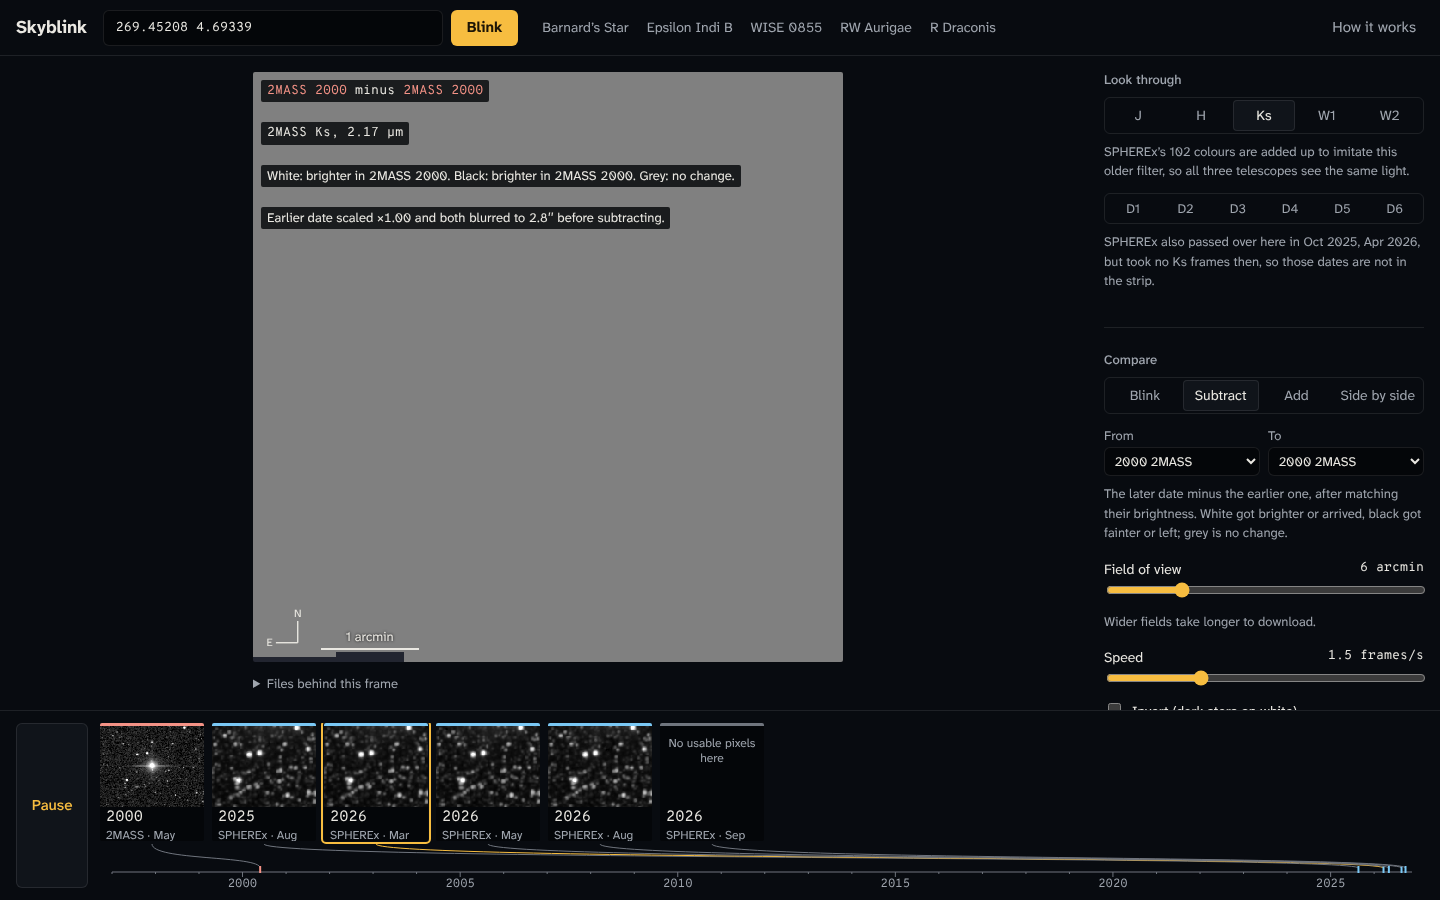 Skyblink
269.45208 4.69339
Blink
Barnard's Star
Epsilon Indi B
WISE 0855
RW Aurigae
R Draconis
How it works
2MASS 2000 minus 2MASS 2000
2MASS Ks, 2.17 µm
White: brighter in 2MASS 2000. Black: brighter in 2MASS 2000. Grey: no change.
Earlier date scaled ×1.00 and both blurred to 2.8″ before subtracting.
N
E
1 arcmin
▶ Files behind this frame
Look through
J H Ks W1 W2
SPHEREx's 102 colours are added up to imitate this
older filter, so all three telescopes see the same light.
D1 D2 D3 D4 D5 D6
SPHEREx also passed over here in Oct 2025, Apr 2026,
but took no Ks frames then, so those dates are not in
the strip.
Compare
Blink Subtract Add Side by side
From To
2000 2MASS 2000 2MASS
The later date minus the earlier one, after matching
their brightness. White got brighter or arrived, black got
fainter or left; grey is no change.
Field of view 6 arcmin
Wider fields take longer to download.
Speed 1.5 frames/s
Invert (dark stars on white)
Pause
2000
2MASS · May
2025
SPHEREx · Aug
2026
SPHEREx · Mar
2026
SPHEREx · May
2026
SPHEREx · Aug
No usable pixels
here
2026
SPHEREx · Sep
2000 2005 2010 2015 2020 2025